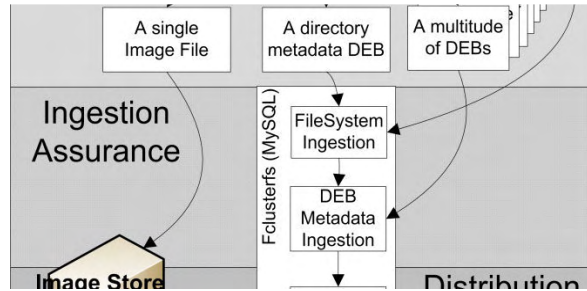 A single
Image File
A directory
metadata DEB
A multitude
of DEBs
Ingestion
Assurance
Fclusterfs (MySQL)
FileSystem
Ingestion
DEB
Metadata
Ingestion
Image Store
Distribution